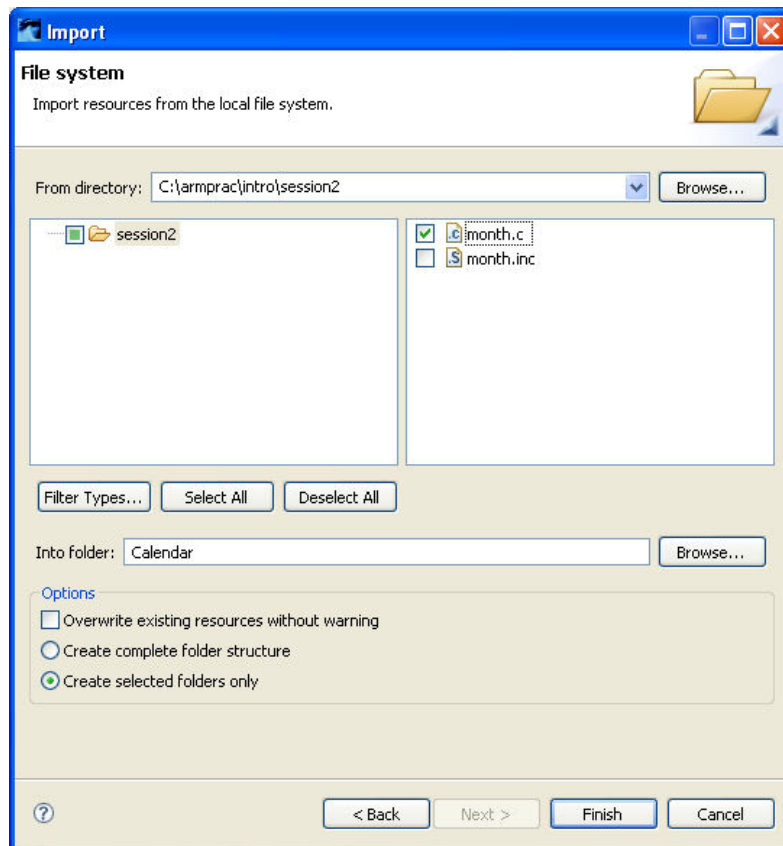 Import
File system
Import resources from the local file system.
From directory: C:\armprac\intro\session2 Browse...
session2
month.c
month.inc
Filter Types... Select All Deselect All
Into folder: Calendar Browse...
Options
Overwrite existing resources without warning
Create complete folder structure
Create selected folders only
? < Back Next > Finish Cancel